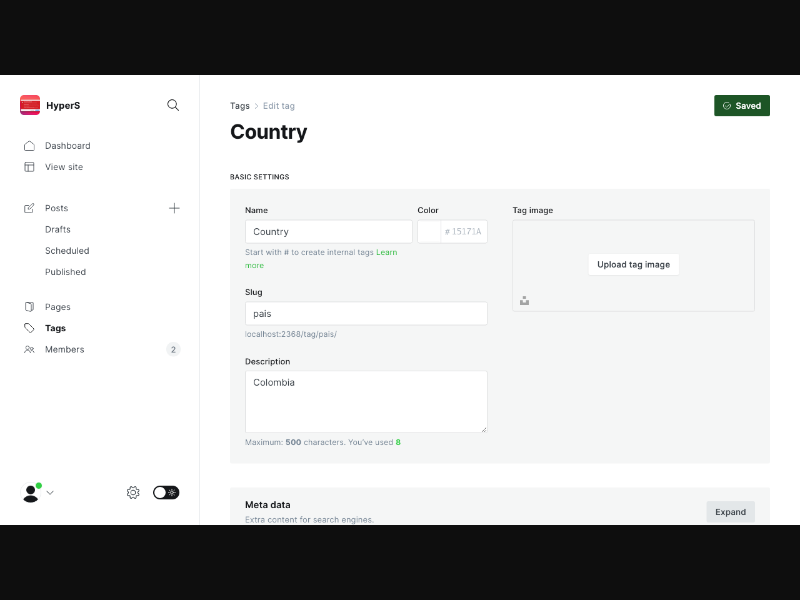 HyperS
Dashboard
View site
Posts
Drafts
Scheduled
Published
Pages
Tags
Members 2
Tags > Edit tag
Saved
Country
BASIC SETTINGS
Name
Country
Start with # to create internal tags Learn
more
Color
# 15171A
Slug
pais
localhost:2368/tag/pais/
Description
Colombia
Maximum: 500 characters. You've used 8
Tag image
Upload tag image
Meta data
Extra content for search engines.
Expand